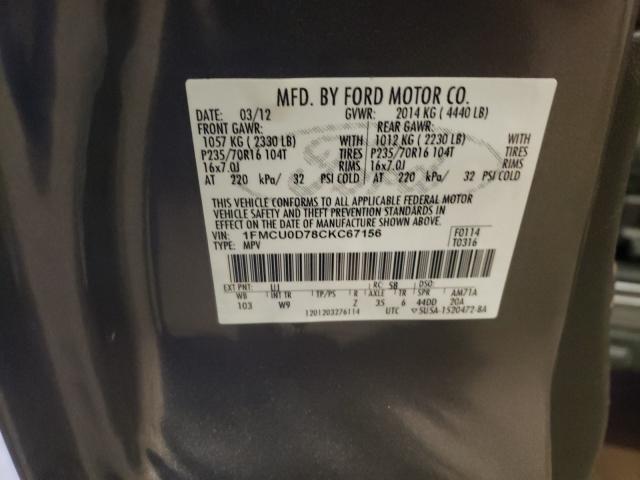 MFD. BY FORD MOTOR CO.
DATE: 03/12 GVWR: 2014 KG ( 4440 LB)
FRONT GAWR: REAR GAWR:
1057 KG ( 2330 LB) WITH 1012 KG ( 2230 LB) WITH
P235/70R16 104T TIRES P235/70R16 104T TIRES
16x7.0J RIMS 16x7.0J RIMS
AT 220 kPa/ 32 PSI COLD AT 220 kPa/ 32 PSI COLD
THIS VEHICLE CONFORMS TO ALL APPLICABLE FEDERAL MOTOR
VEHICLE SAFETY AND THEFT PREVENTION STANDARDS IN
EFFECT ON THE DATE OF MANUFACTURE SHOWN ABOVE.
VIN: 1FMCU0D78CKC67156 F0114
TYPE: MPV T0316
EXT PNT: UJ RC: 58 DSO:
WB INT TR TP/PS R AXLE TR SPR AM71A
103 W9 Z 35 6 44DD 20A
1201203276114 UTC 5U5A-1520472-BA